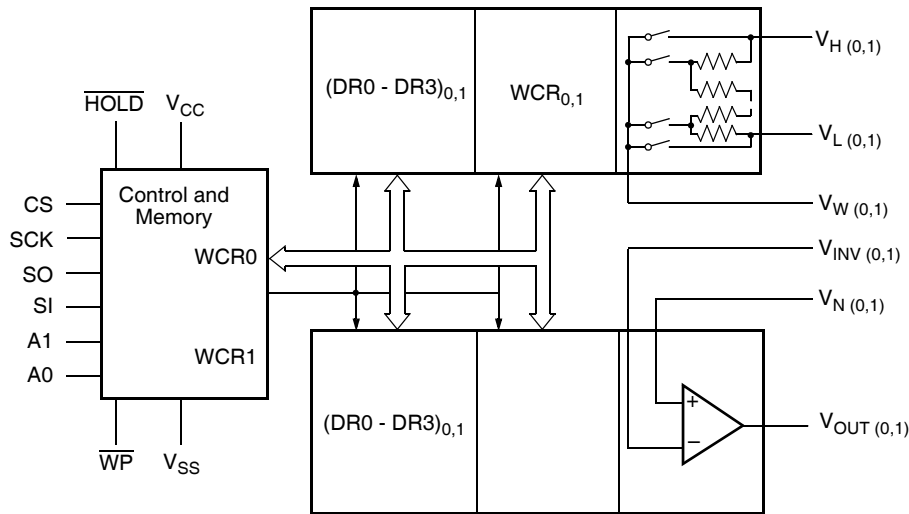 HOLD
VCC
CS
SCK
SO
SI
A1
A0
WP
VSS
Control and
Memory
WCR0
WCR1
(DR0 - DR3)0,1
WCR0,1
VH (0,1)
VL (0,1)
VW (0,1)
VINV (0,1)
VN (0,1)
(DR0 - DR3)0,1
+
−
VOUT (0,1)